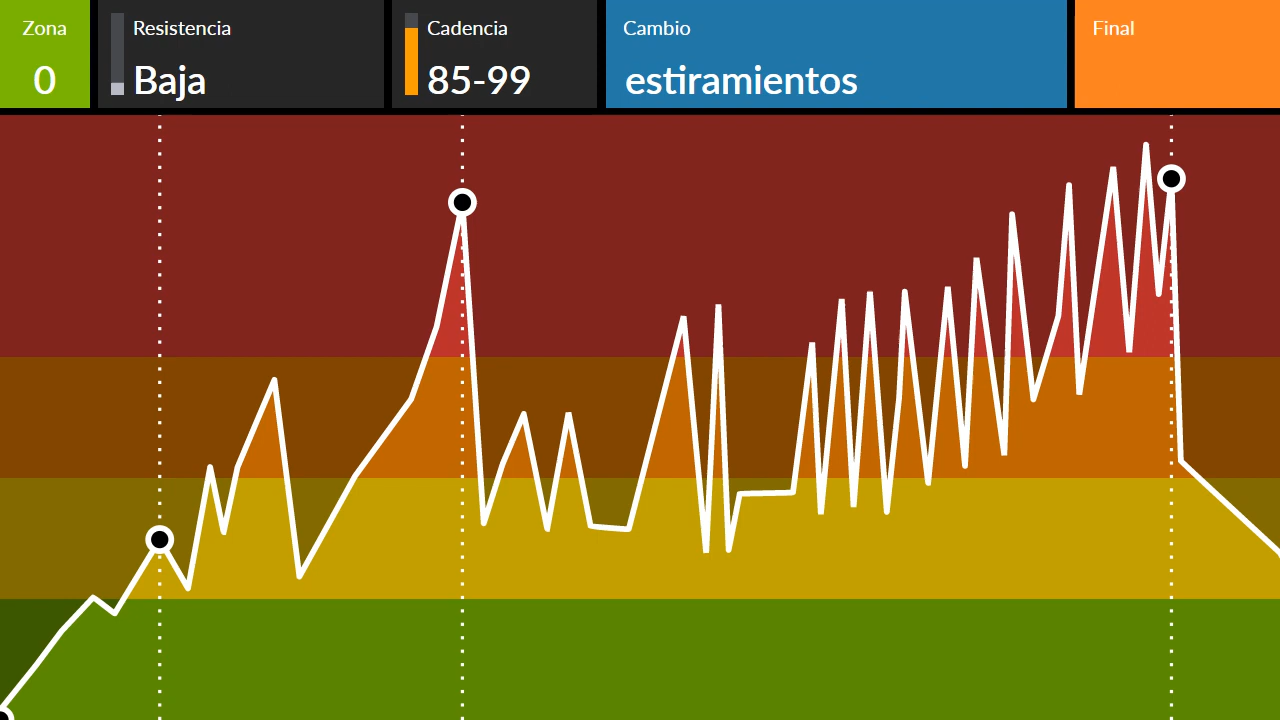 Zona
0
Resistencia
Baja
Cadencia
85-99
Cambio
estiramientos
Final